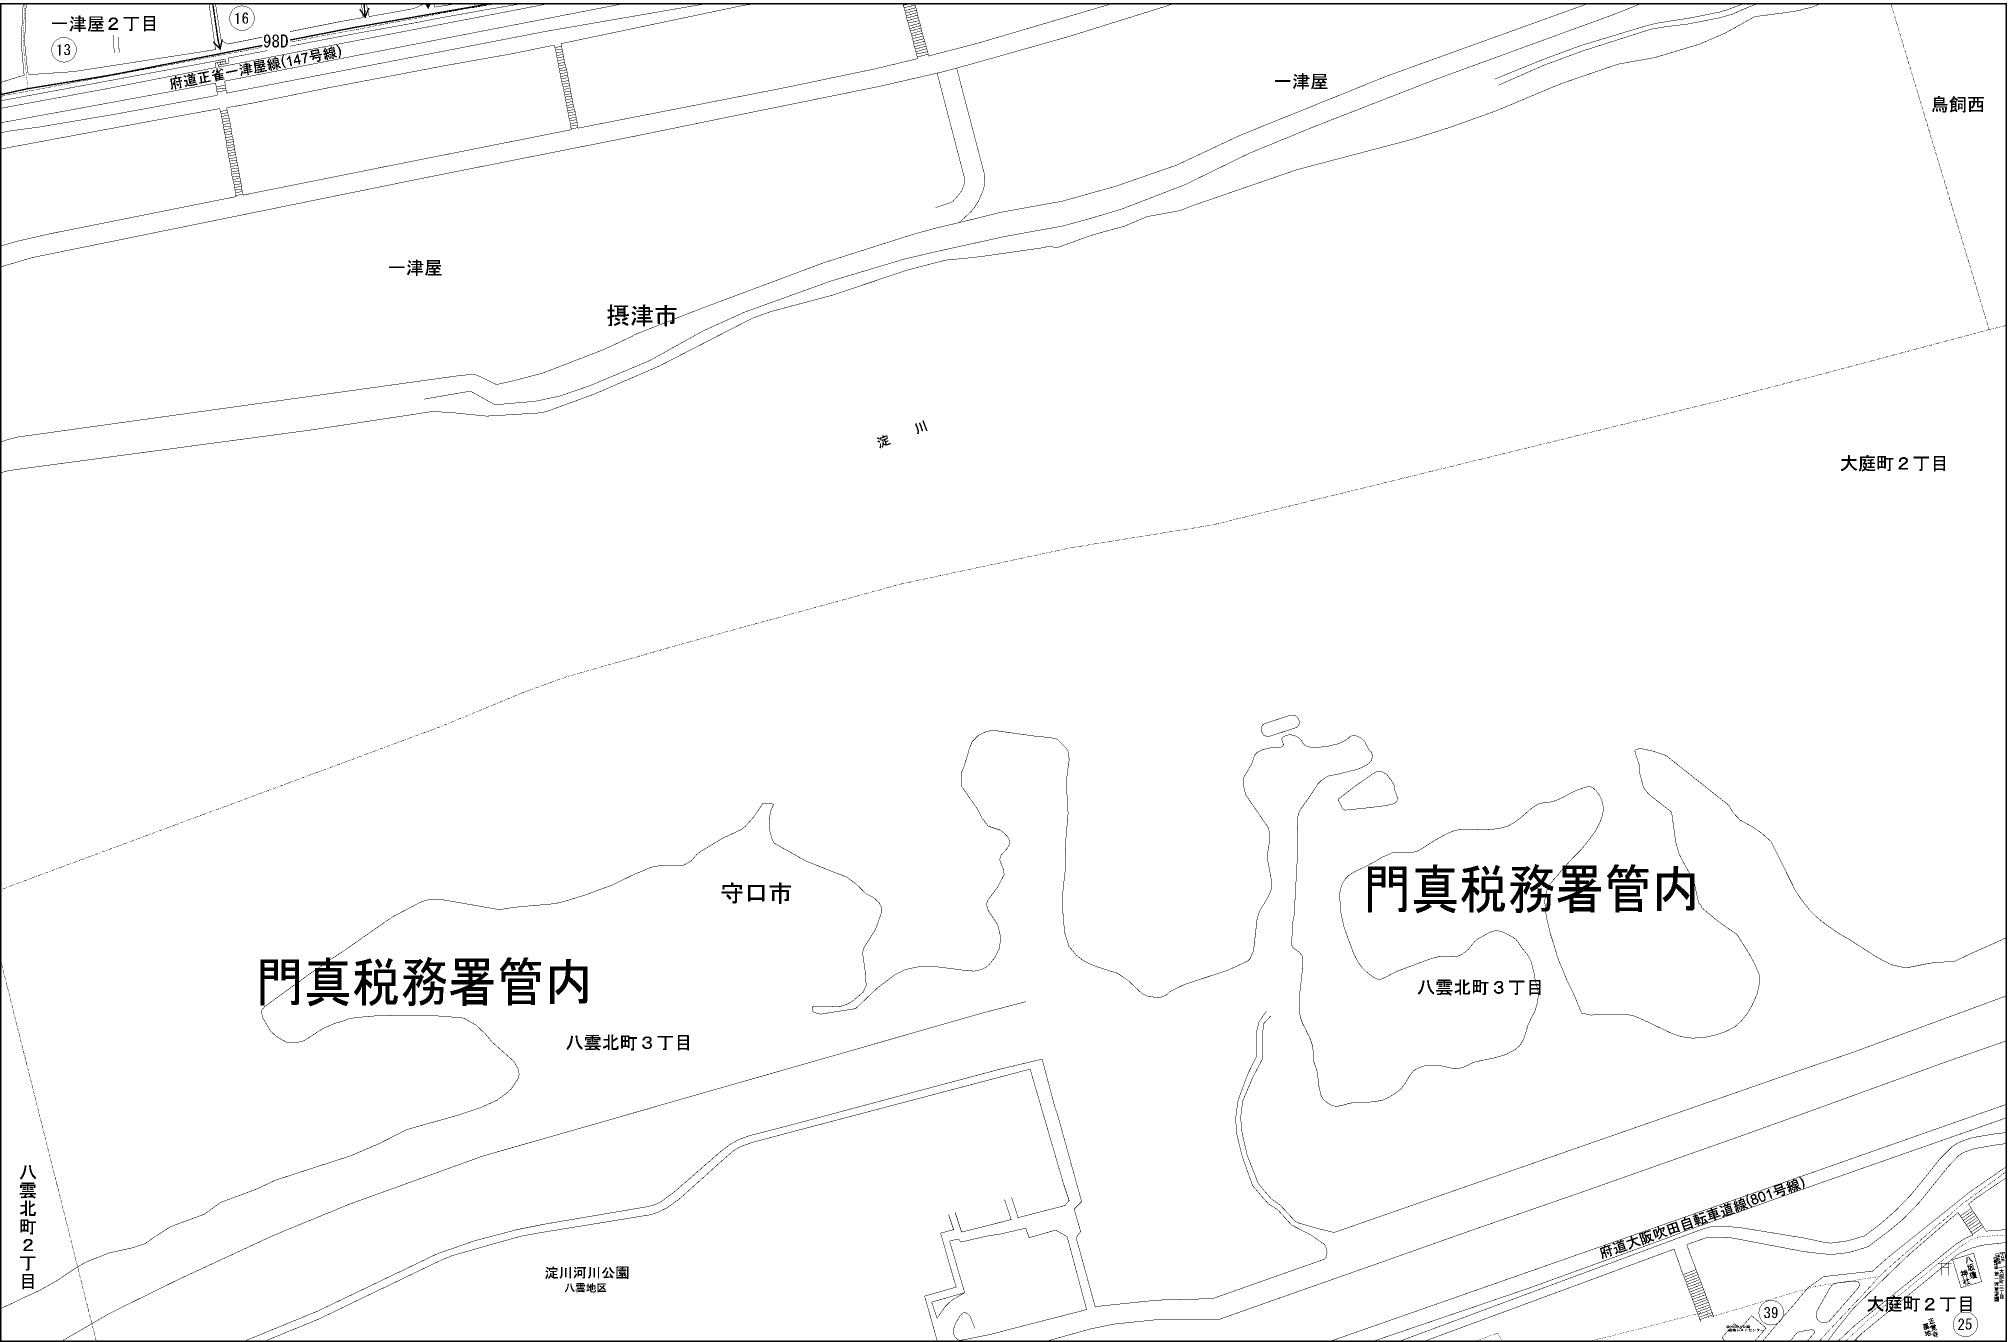 一津屋２丁目
13
16
98D
府道正雀一津屋線(147号線)
一津屋
鳥飼西
一津屋
摂津市
淀川
大庭町２丁目
守口市
門真税務署管内
門真税務署管内
八雲北町３丁目
八雲北町３丁目
八雲北町２丁目
府道大阪吹田自転車道線(801号線)
淀川河川公園
八雲地区
大庭町２丁目
39
25